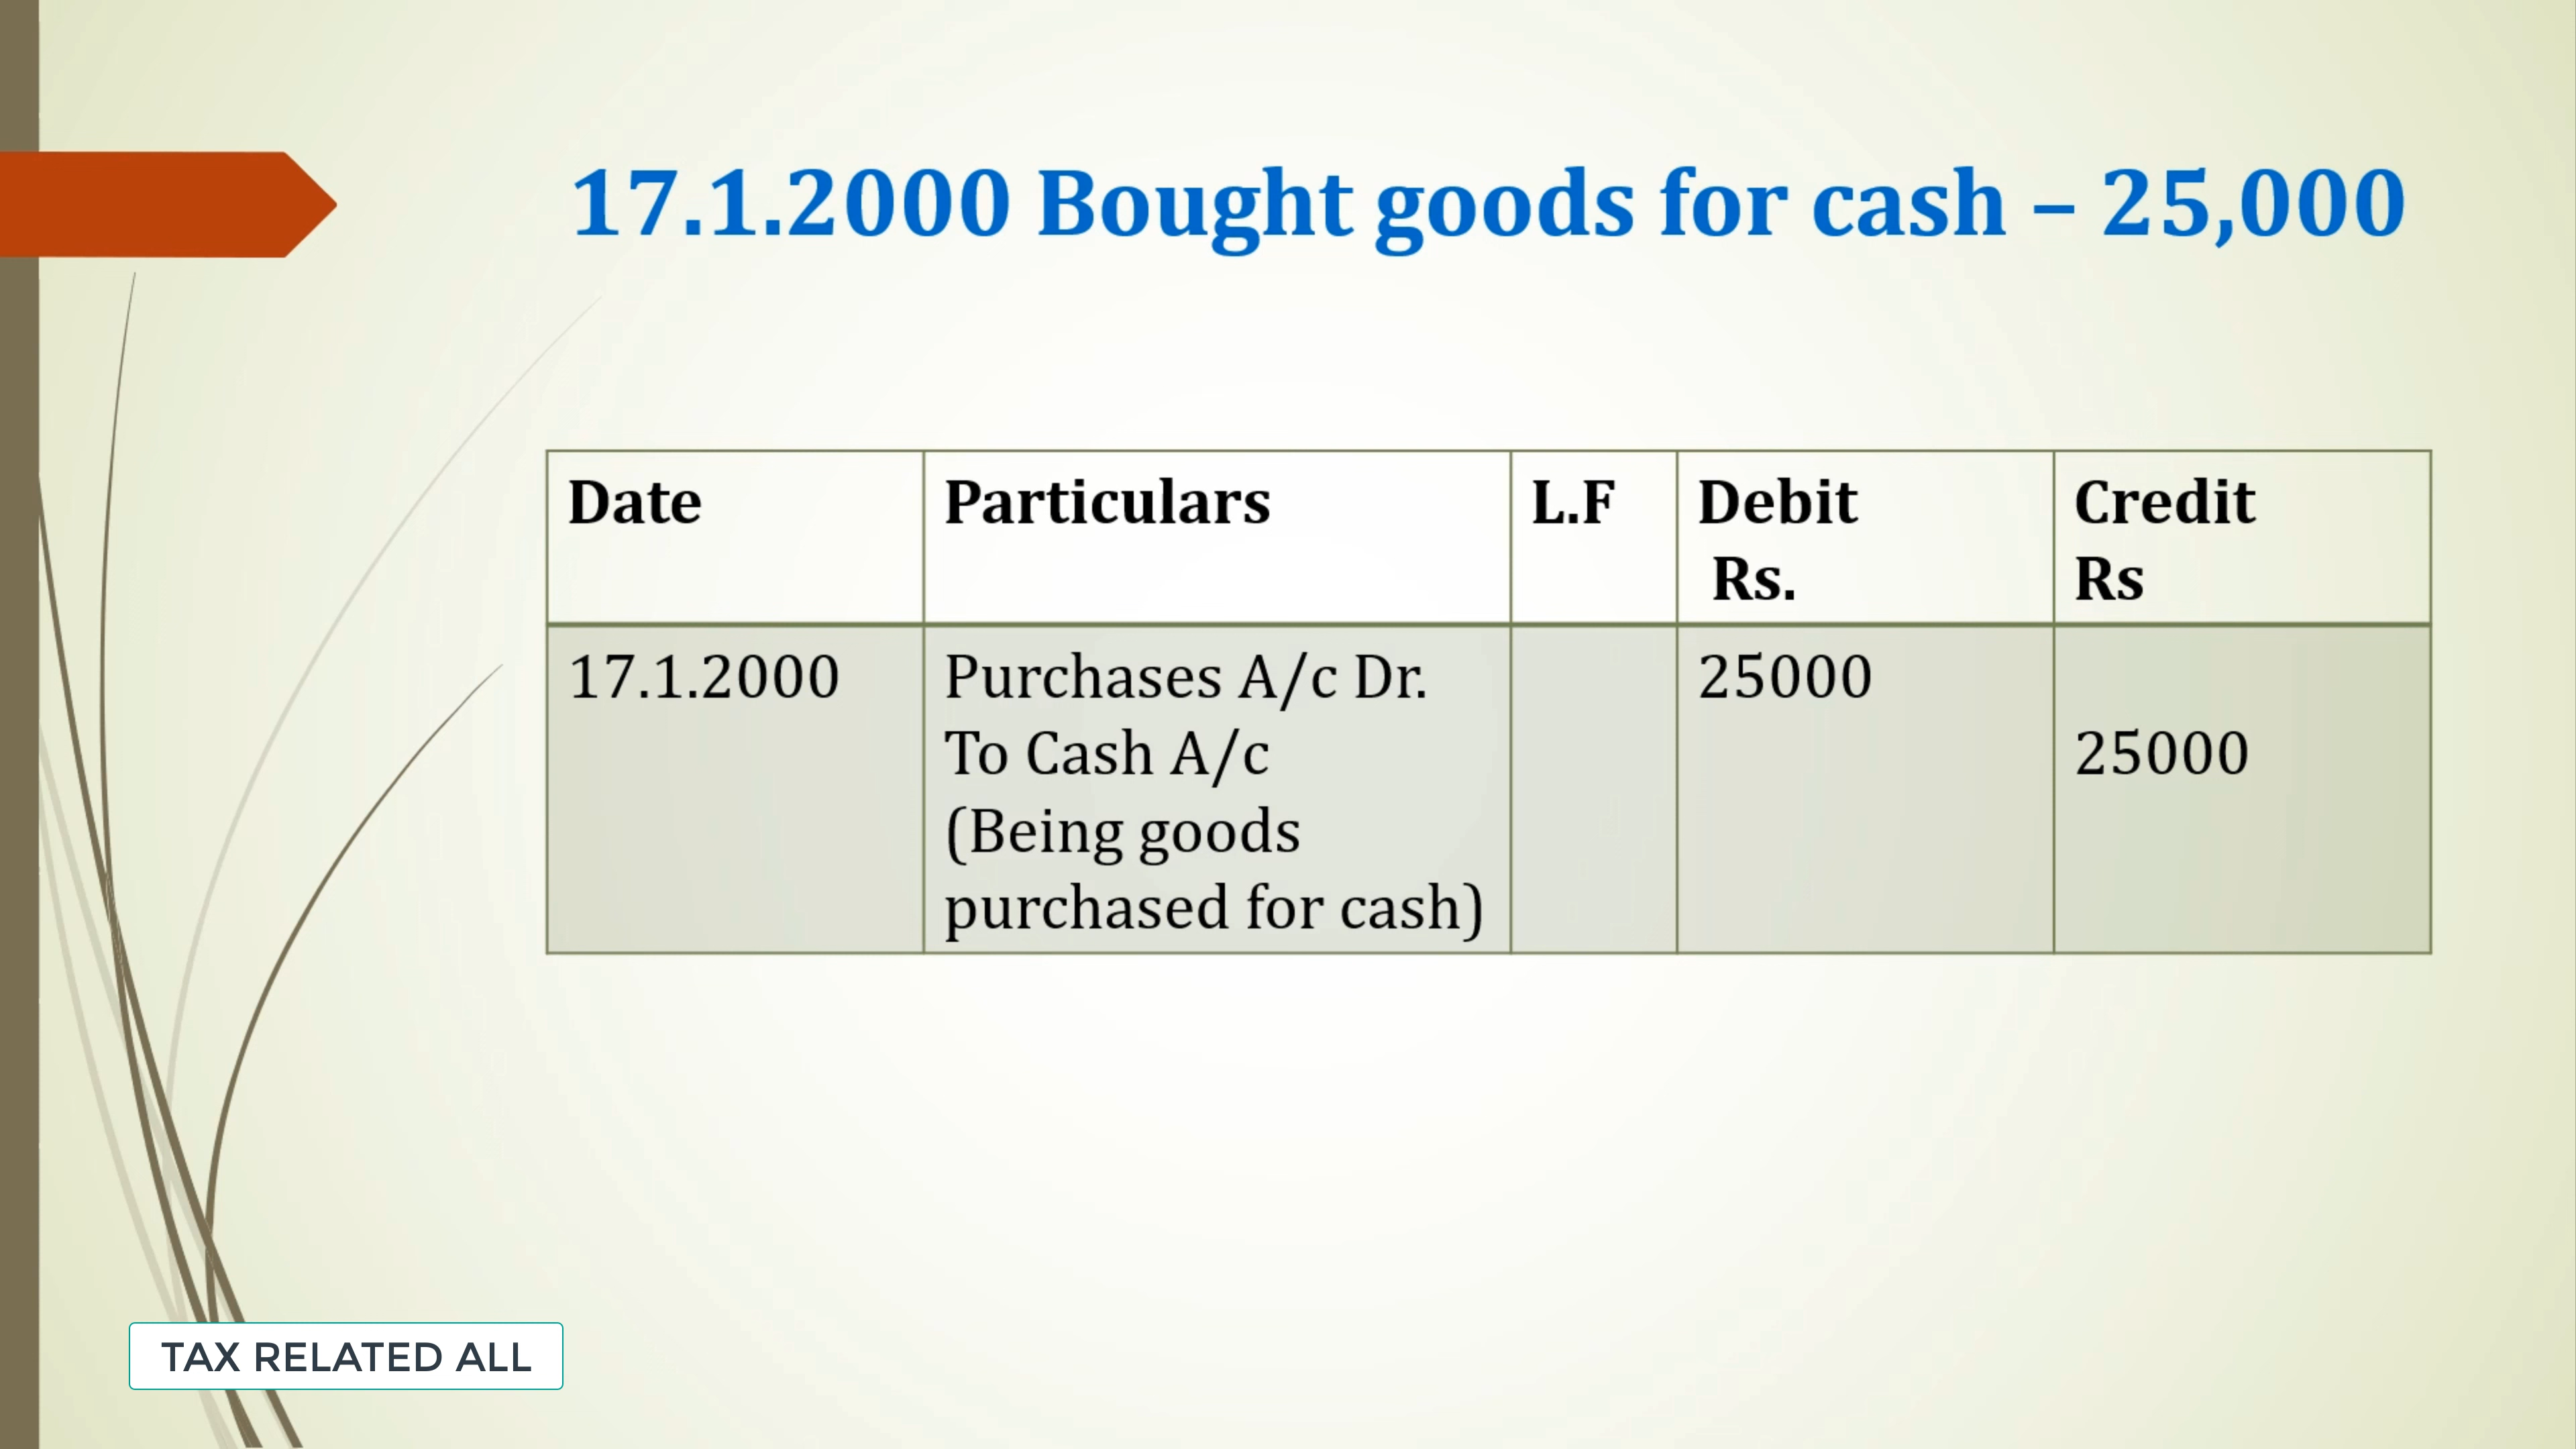 17.1.2000 Bought goods for cash – 25,000
Date Particulars L.F Debit Credit
Rs. Rs
17.1.2000 Purchases A/c Dr. 25000
To Cash A/c 25000
(Being goods
purchased for cash)
TAX RELATED ALL